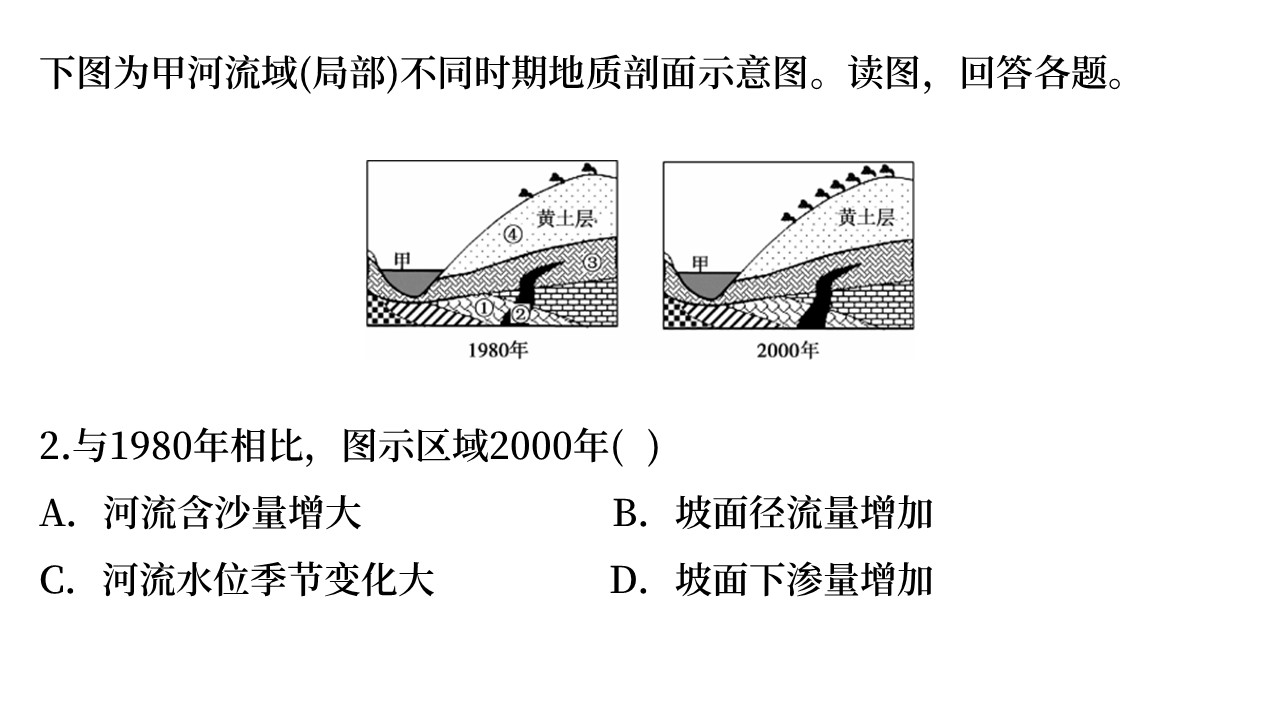 下图为甲河流域(局部)不同时期地质剖面示意图。读图，回答各题。
黄土层
④
甲
③
①
②
1980年
黄土层
甲
2000年
2.与1980年相比，图示区域2000年( )
A．河流含沙量增大 B．坡面径流量增加
C．河流水位季节变化大 D．坡面下渗量增加